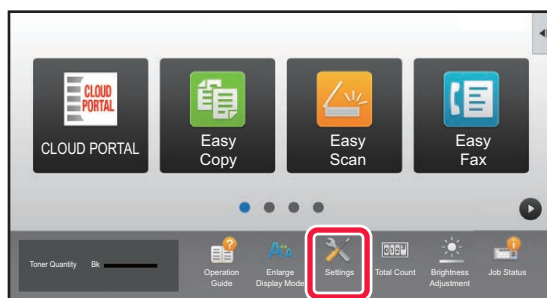 CLOUD
PORTAL
CLOUD PORTAL
Easy
Copy
Easy
Scan
Easy
Fax
Toner Quantity Bk
Operation
Guide
Enlarge
Display Mode
Settings
Total Count
Brightness
Adjustment
Job Status